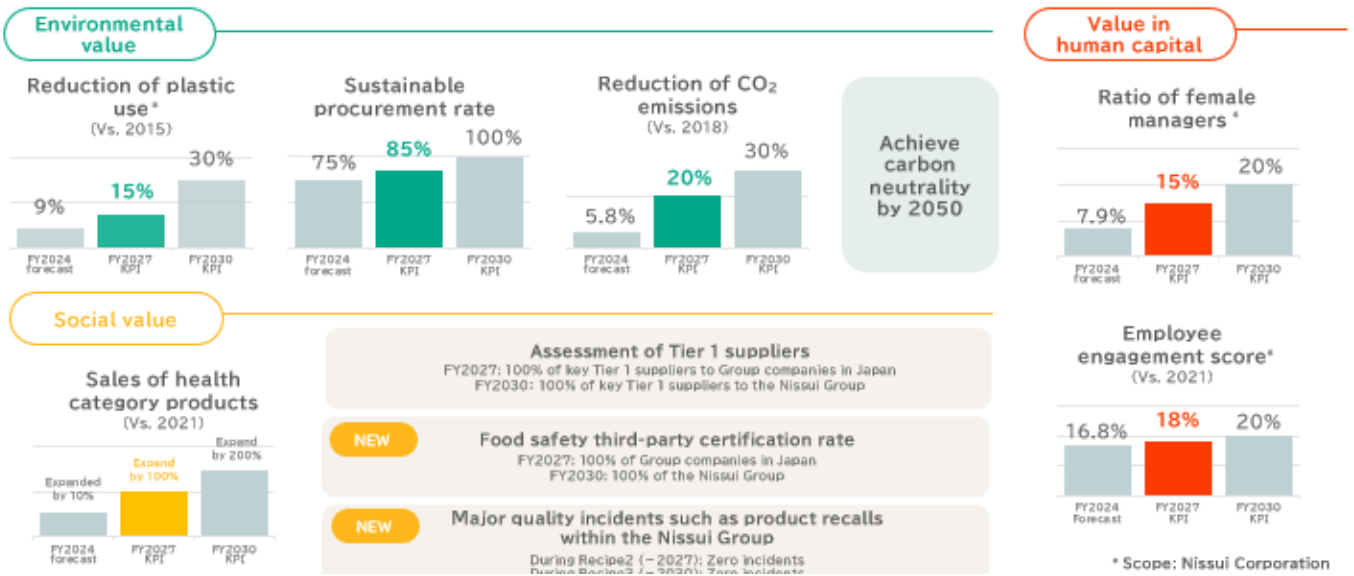 Environmental
value
Reduction of plastic
use*
(Vs. 2015)
9%
15%
30%
FY2024
forecast
FY2027
KPI
FY2030
KPI
Sustainable
procurement rate
75%
85%
100%
FY2024
forecast
FY2027
KPI
FY2030
KPI
Reduction of CO₂
emissions
(Vs. 2018)
5.8%
20%
30%
FY2024
forecast
FY2027
KPI
FY2030
KPI
Achieve
carbon
neutrality
by 2050
Social value
Sales of health
category products
(Vs. 2021)
Expanded
by 10%
Expand
by 100%
Expand
by 200%
FY2024
forecast
FY2027
KPI
FY2030
KPI
Assessment of Tier 1 suppliers
FY2027: 100% of key Tier 1 suppliers to Group companies in Japan
FY2030: 100% of key Tier 1 suppliers to the Nissui Group
NEW
Food safety third-party certification rate
FY2027: 100% of Group companies in Japan
FY2030: 100% of the Nissui Group
NEW
Major quality incidents such as product recalls
within the Nissui Group
During Recipe2 (−2027): Zero incidents
During Recipe3 (−2030): Zero incidents
Value in
human capital
Ratio of female
managers *
7.9%
15%
20%
FY2024
forecast
FY2027
KPI
FY2030
KPI
Employee
engagement score*
(Vs. 2021)
16.8%
18%
20%
FY2024
Forecast
FY2027
KPI
FY2030
KPI
* Scope: Nissui Corporation